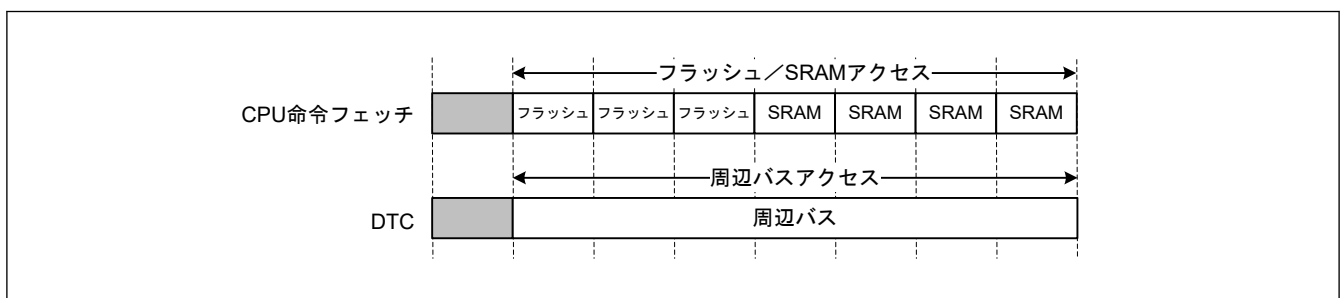 フラッシュ／SRAMアクセス
CPU命令フェッチ フラッシュ フラッシュ フラッシュ SRAM SRAM SRAM SRAM
周辺バスアクセス
DTC 周辺バス